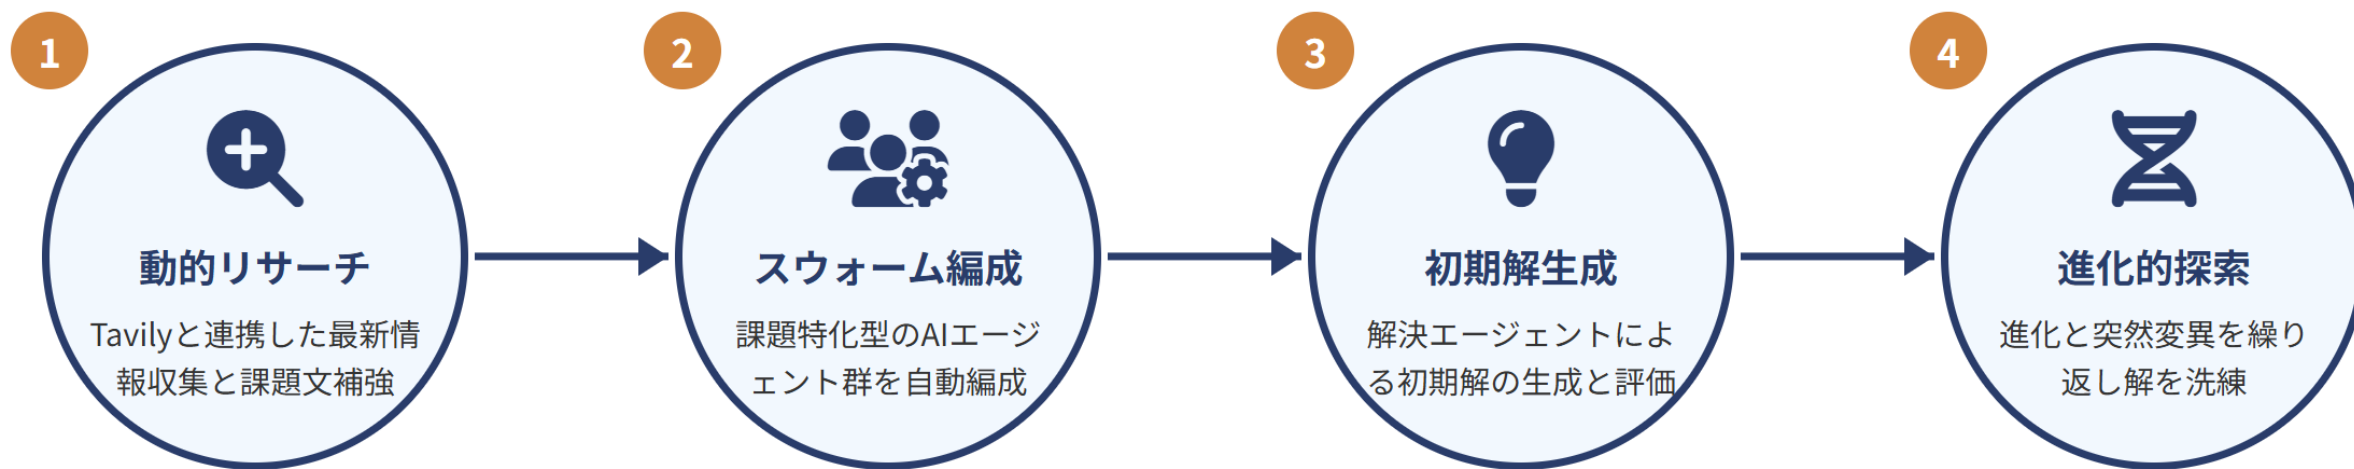 1
動的リサーチ
Tavilyと連携した最新情
報収集と課題文補強
2
スウォーム編成
課題特化型のAIエージ
ェント群を自動編成
3
初期解生成
解決エージェントによ
る初期解の生成と評価
4
進化的探索
進化と突然変異を繰り
返し解を洗練